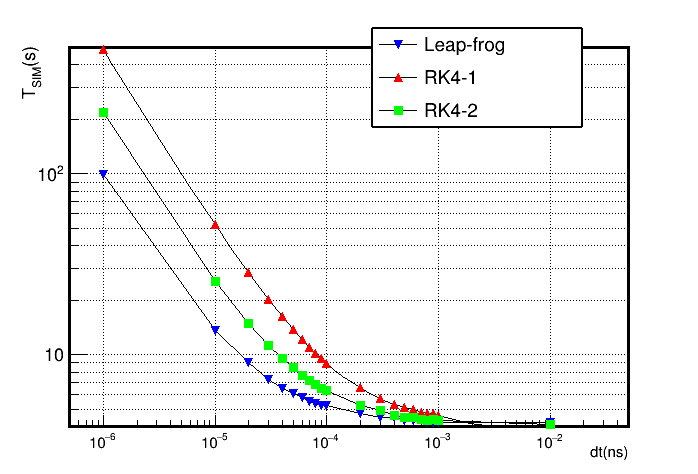 Leap-frog
RK4-1
RK4-2
T_SIM(s)
10²
10
10⁻⁶
10⁻⁵
10⁻⁴
10⁻³
10⁻²
dt(ns)